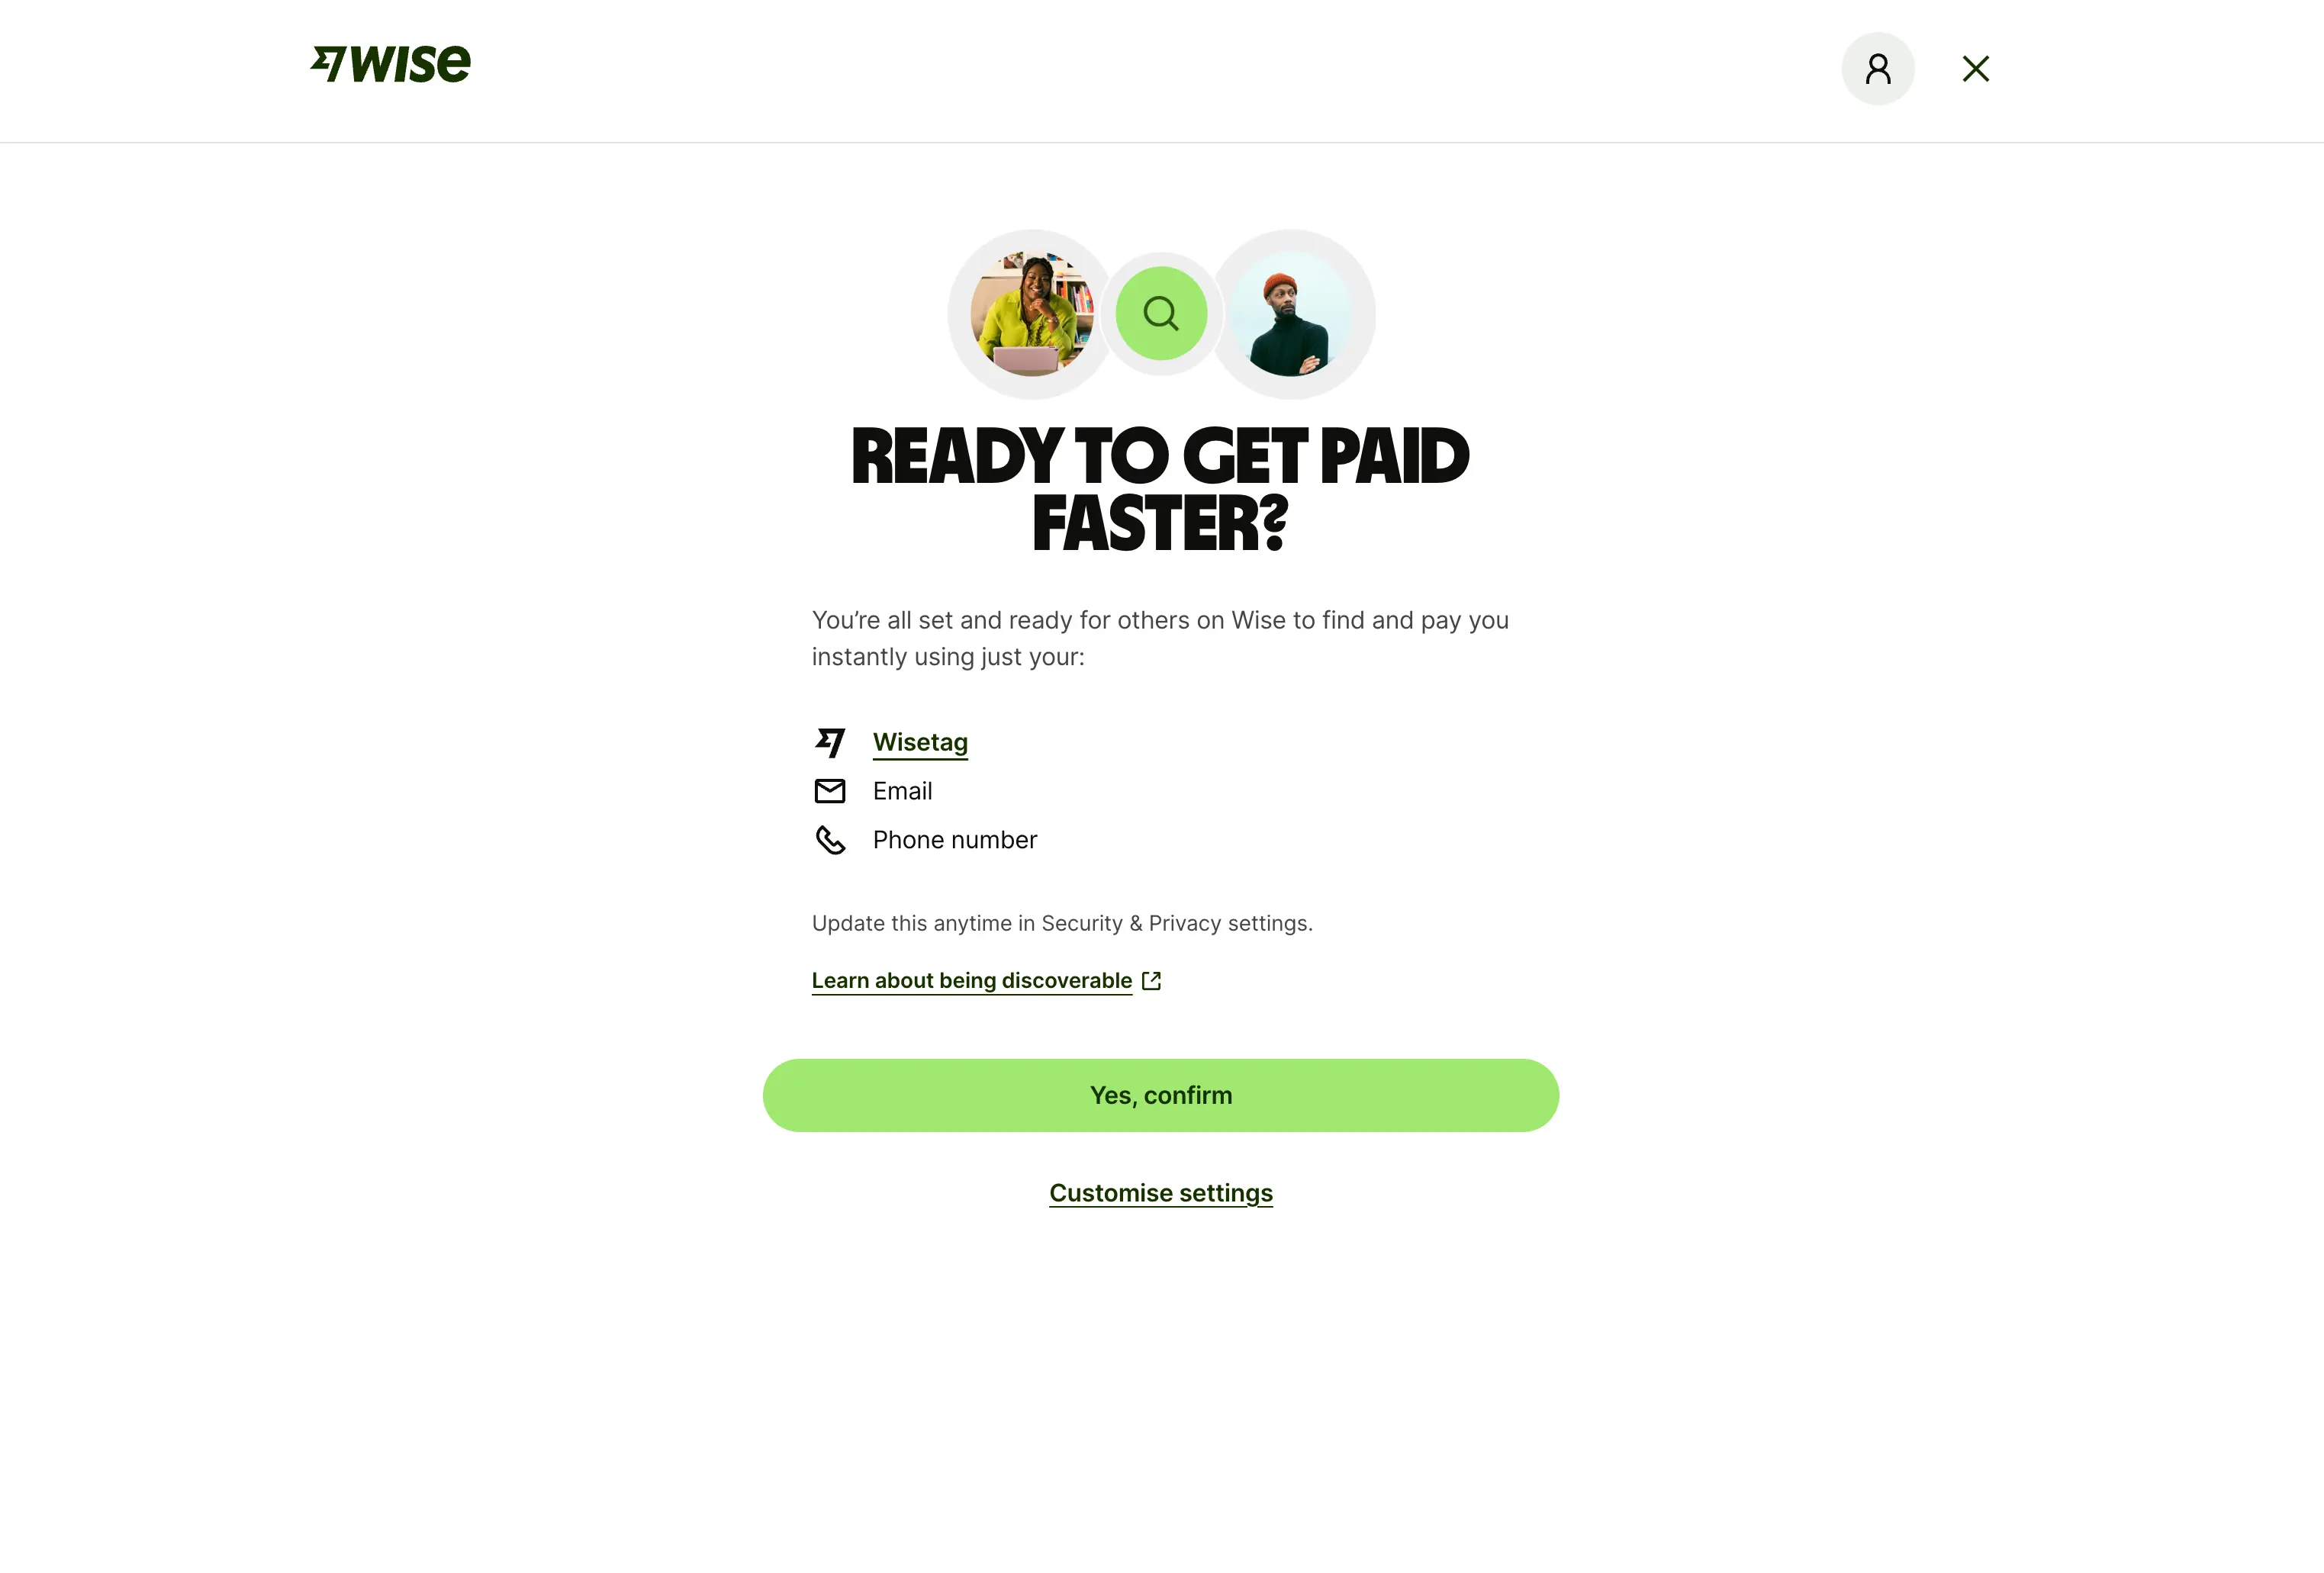 wise
READY TO GET PAID
FASTER?
You’re all set and ready for others on Wise to find and pay you
instantly using just your:
Wisetag
Email
Phone number
Update this anytime in Security & Privacy settings.
Learn about being discoverable
Yes, confirm
Customise settings